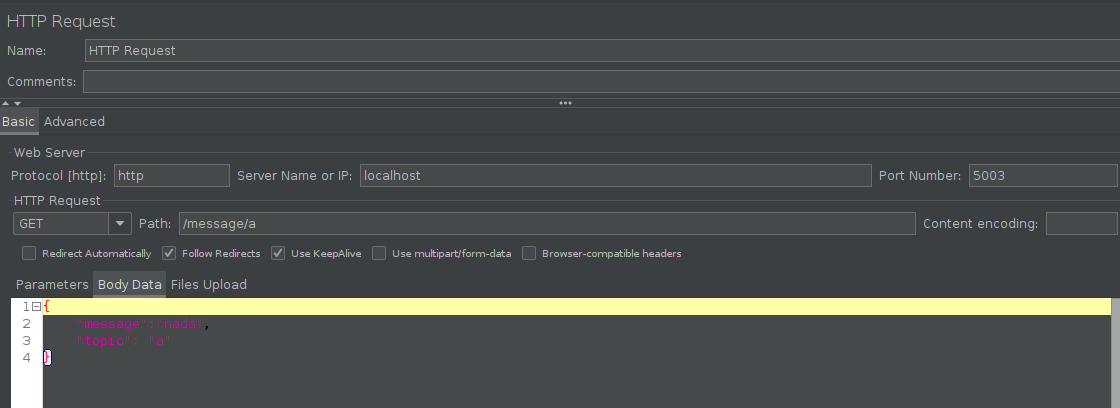 HTTP Request
Name: HTTP Request
Comments:
Basic Advanced
Web Server
Protocol [http]: http Server Name or IP: localhost Port Number: 5003
HTTP Request
GET Path: /message/a Content encoding:
Redirect Automatically Follow Redirects Use KeepAlive Use multipart/form-data Browser-compatible headers
Parameters Body Data Files Upload
1 {
2 "message":"nada",
3 "topic": "a"
4 }